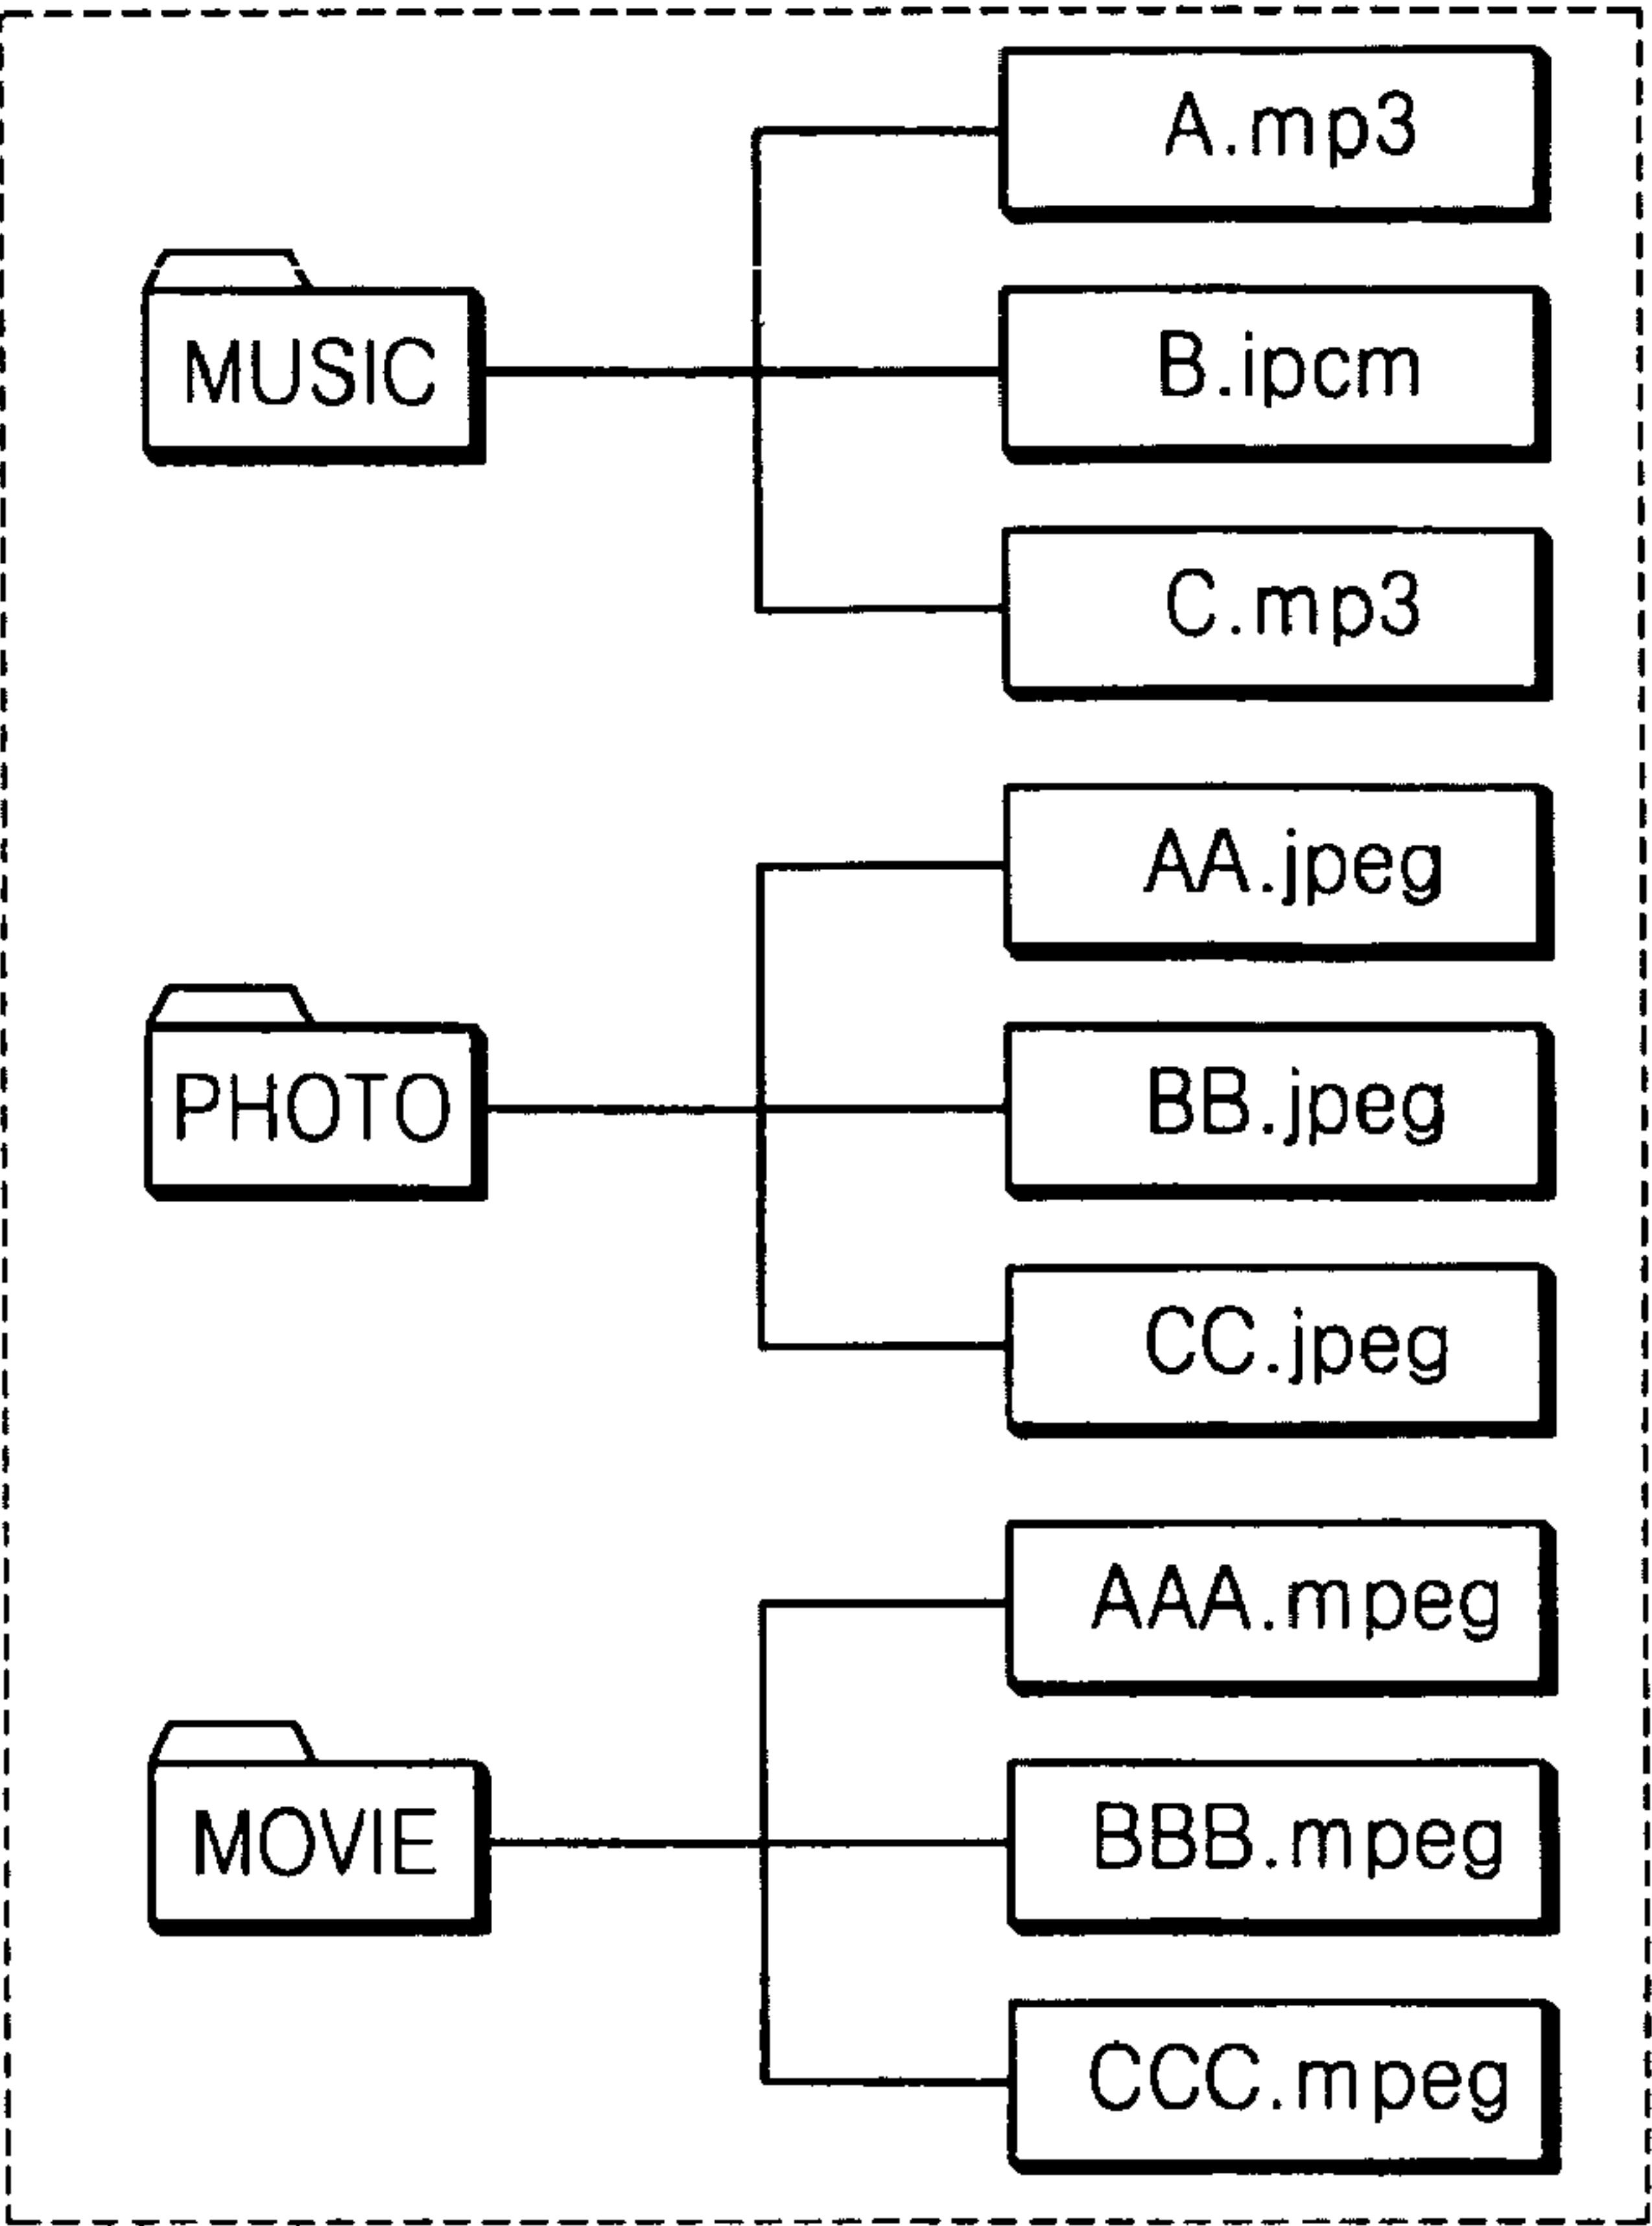 MUSIC
A.mp3
B.ipcm
C.mp3
PHOTO
AA.jpeg
BB.jpeg
CC.jpeg
MOVIE
AAA.mpeg
BBB.mpeg
CCC.mpeg